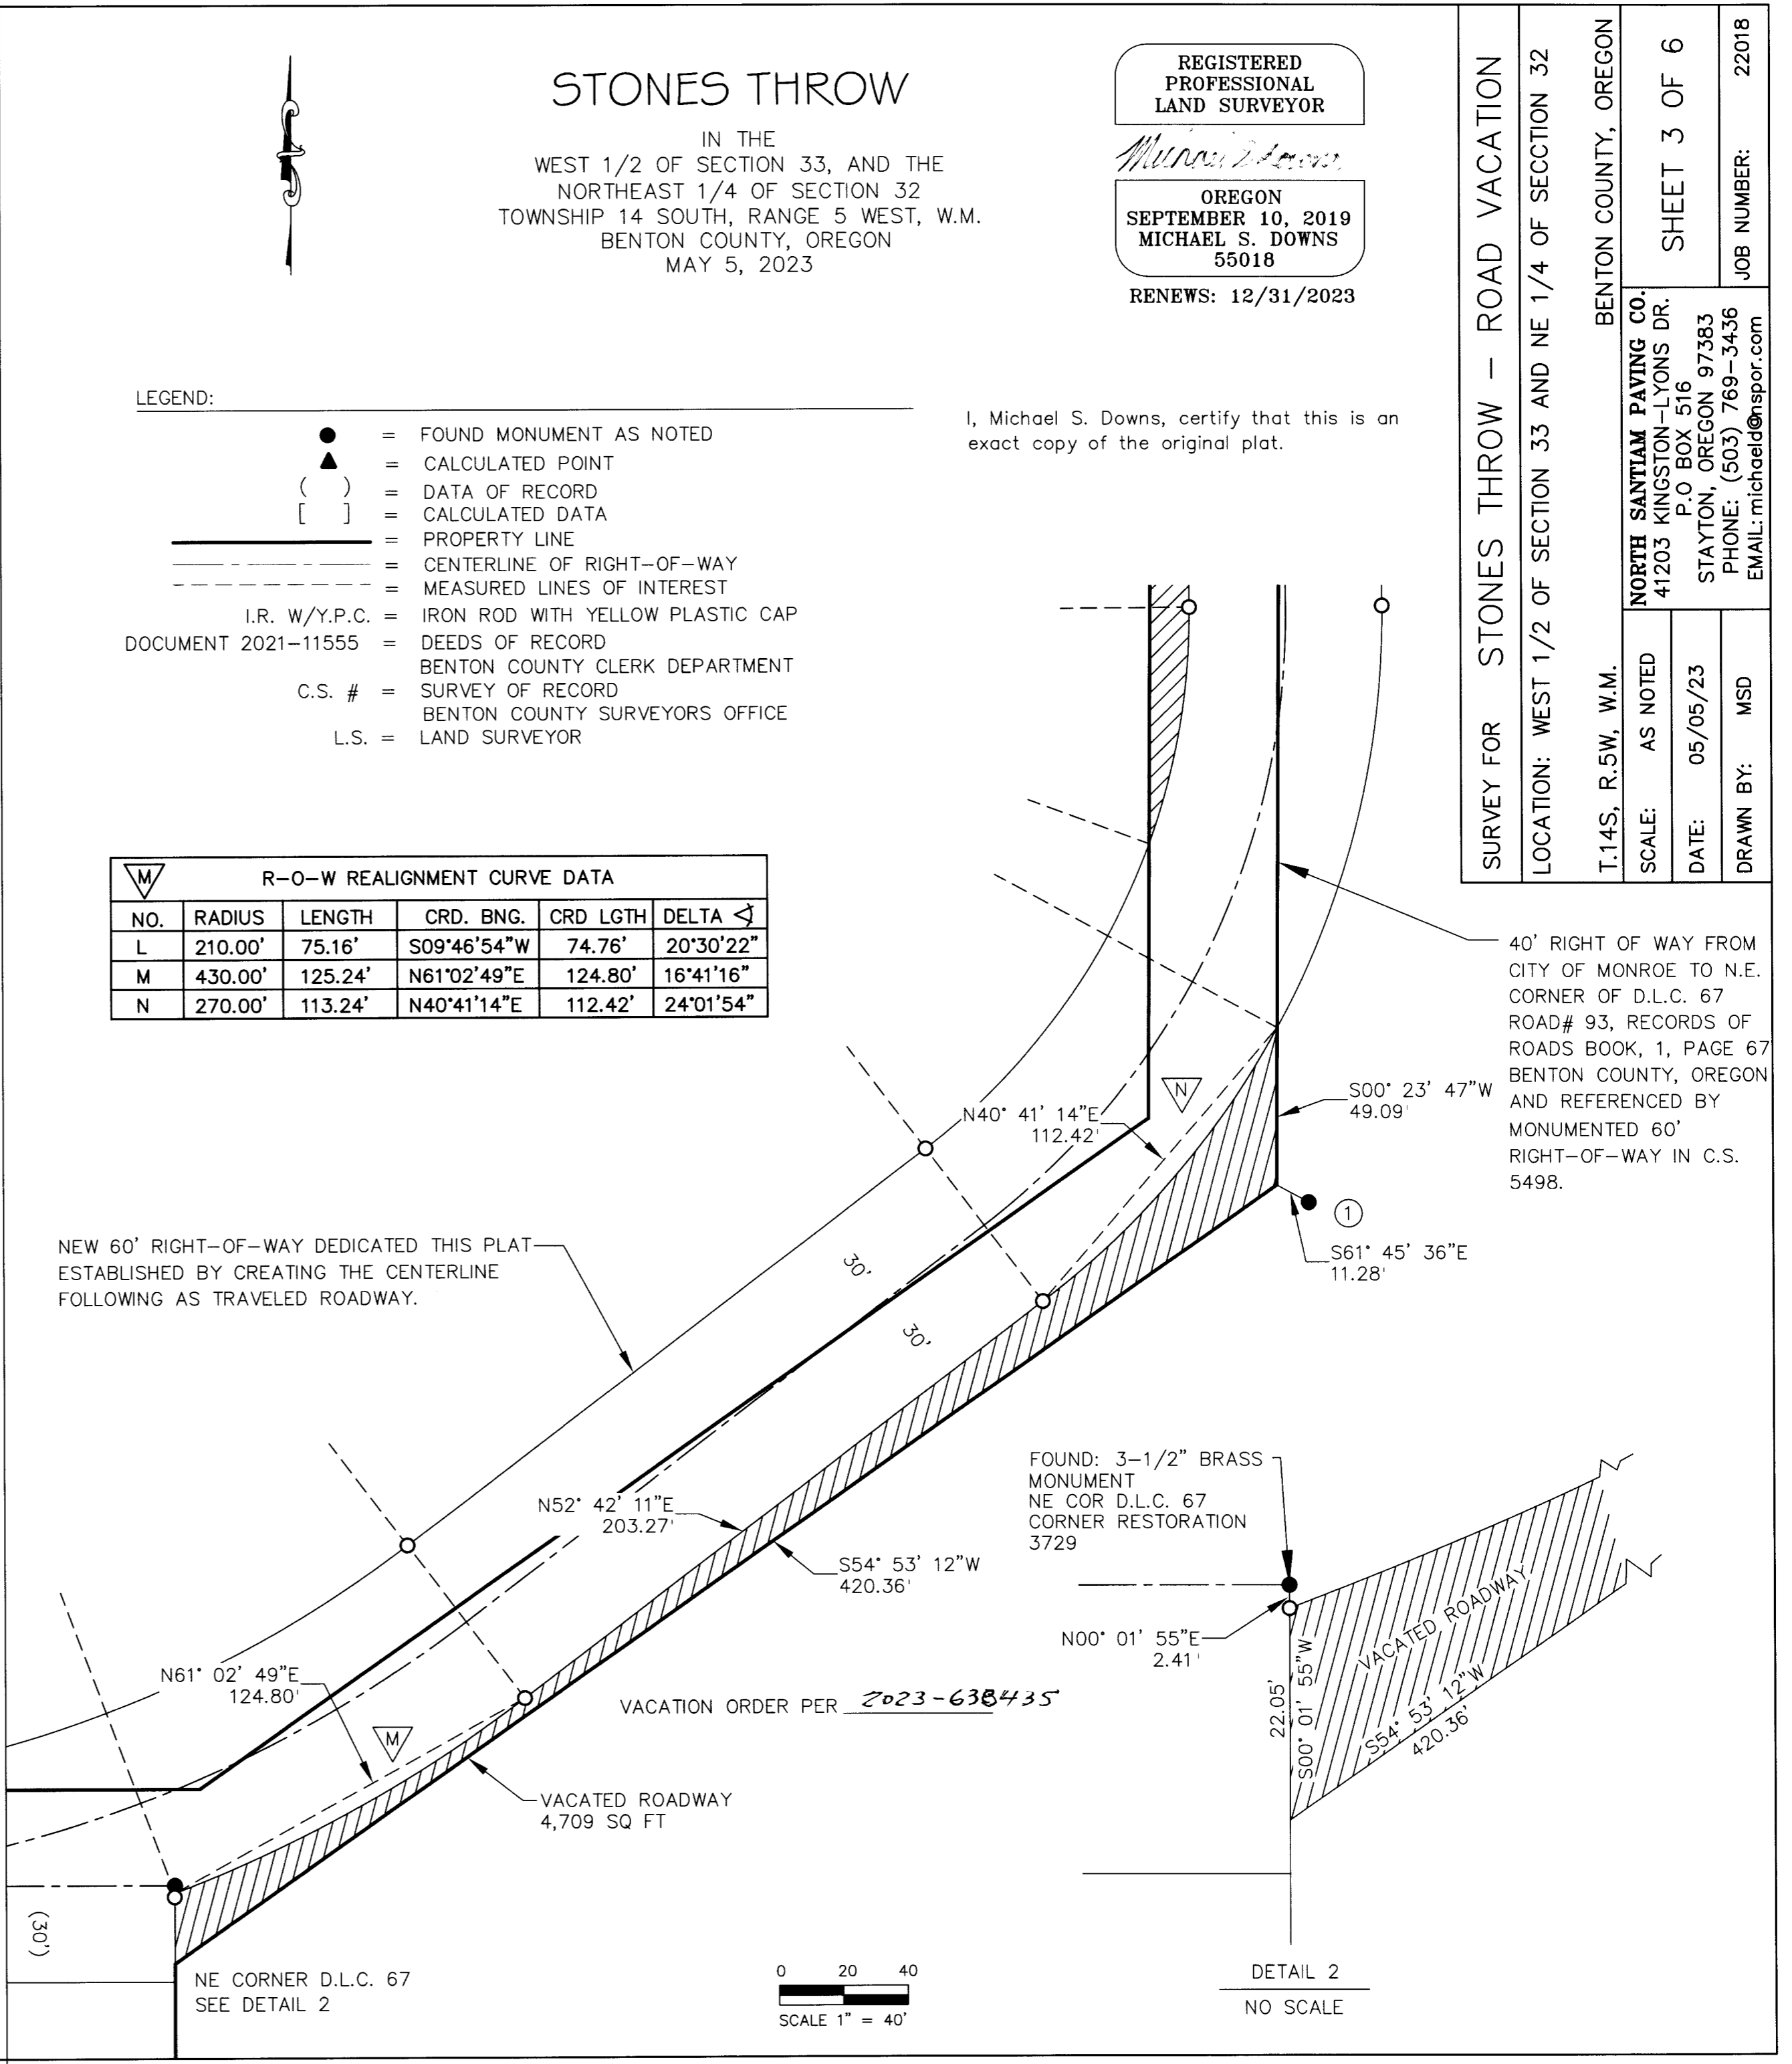 STONES THROW
IN THE
WEST 1/2 OF SECTION 33, AND THE
NORTHEAST 1/4 OF SECTION 32
TOWNSHIP 14 SOUTH, RANGE 5 WEST, W.M.
BENTON COUNTY, OREGON
MAY 5, 2023
REGISTERED
PROFESSIONAL
LAND SURVEYOR
OREGON
SEPTEMBER 10, 2019
MICHAEL S. DOWNS
55018
RENEWS: 12/31/2023
I, Michael S. Downs, certify that this is an
exact copy of the original plat.
LEGEND:
= FOUND MONUMENT AS NOTED
= CALCULATED POINT
( ) = DATA OF RECORD
[ ] = CALCULATED DATA
= PROPERTY LINE
= CENTERLINE OF RIGHT-OF-WAY
= MEASURED LINES OF INTEREST
I.R. W/Y.P.C. = IRON ROD WITH YELLOW PLASTIC CAP
DOCUMENT 2021-11555 = DEEDS OF RECORD
BENTON COUNTY CLERK DEPARTMENT
C.S. # = SURVEY OF RECORD
BENTON COUNTY SURVEYORS OFFICE
L.S. = LAND SURVEYOR
M R-O-W REALIGNMENT CURVE DATA
NO. RADIUS LENGTH CRD. BNG. CRD LGTH DELTA
L 210.00' 75.16' S09°46'54"W 74.76' 20°30'22"
M 430.00' 125.24' N61°02'49"E 124.80' 16°41'16"
N 270.00' 113.24' N40°41'14"E 112.42' 24°01'54"
SURVEY FOR STONES THROW - ROAD VACATION
LOCATION: WEST 1/2 OF SECTION 33 AND NE 1/4 OF SECCTION 32
T.14S, R.5W, W.M. BENTON COUNTY, OREGON
SCALE: AS NOTED
DATE: 05/05/23
DRAWN BY: MSD
NORTH SANTIAM PAVING CO.
41203 KINGSTON-LYONS DR.
P.O BOX 516
STAYTON, OREGON 97383
PHONE: (503) 769-3436
EMAIL: michaeld@nspor.com
SHEET 3 OF 6
JOB NUMBER: 22018
40' RIGHT OF WAY FROM
CITY OF MONROE TO N.E.
CORNER OF D.L.C. 67
ROAD# 93, RECORDS OF
ROADS BOOK, 1, PAGE 67
BENTON COUNTY, OREGON
AND REFERENCED BY
MONUMENTED 60'
RIGHT-OF-WAY IN C.S.
5498.
N
N40° 41' 14"E
112.42'
S00° 23' 47"W
49.09'
1
S61° 45' 36"E
11.28'
NEW 60' RIGHT-OF-WAY DEDICATED THIS PLAT
ESTABLISHED BY CREATING THE CENTERLINE
FOLLOWING AS TRAVELED ROADWAY.
30'
30'
N52° 42' 11"E
203.27'
S54° 53' 12"W
420.36'
N61° 02' 49"E
124.80'
M
VACATION ORDER PER 2023-638435
VACATED ROADWAY
4,709 SQ FT
(30')
NE CORNER D.L.C. 67
SEE DETAIL 2
0 20 40
SCALE 1" = 40'
FOUND: 3-1/2" BRASS
MONUMENT
NE COR D.L.C. 67
CORNER RESTORATION
3729
N00° 01' 55"E
2.41'
VACATED ROADWAY
S00° 01' 55"W
22.05'
S54° 53' 12"W
420.36'
DETAIL 2
NO SCALE